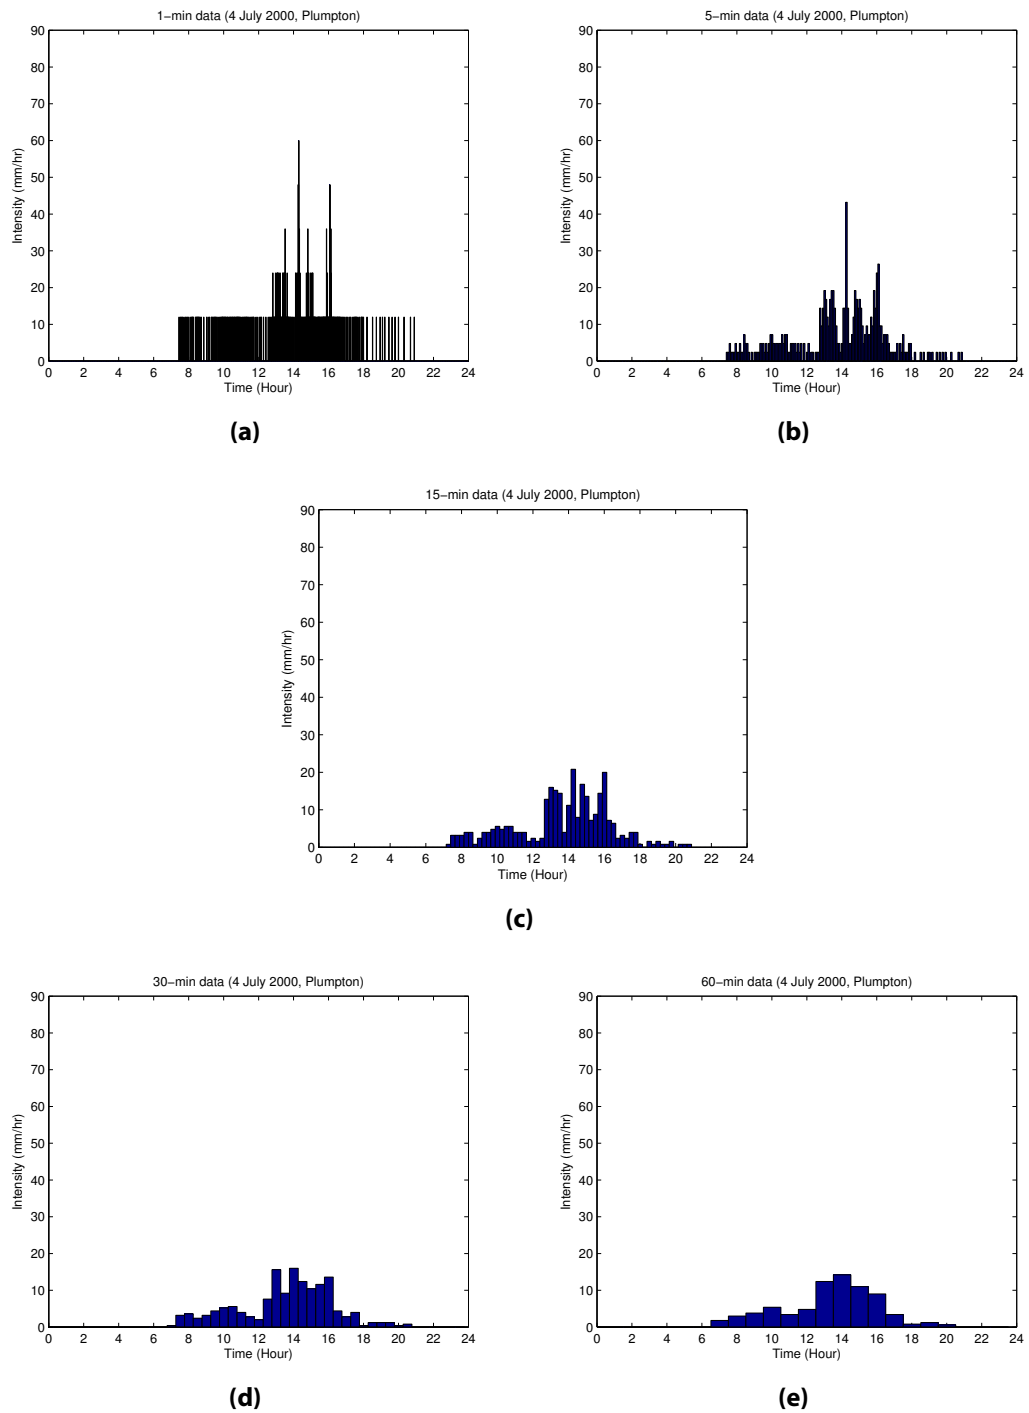 1−min data (4 July 2000, Plumpton)
90
80
70
60
50
40
30
20
10
0
Intensity (mm/hr)
0 2 4 6 8 10 12 14 16 18 20 22 24
Time (Hour)
(a)
5−min data (4 July 2000, Plumpton)
90
80
70
60
50
40
30
20
10
0
Intensity (mm/hr)
0 2 4 6 8 10 12 14 16 18 20 22 24
Time (Hour)
(b)
15−min data (4 July 2000, Plumpton)
90
80
70
60
50
40
30
20
10
0
Intensity (mm/hr)
0 2 4 6 8 10 12 14 16 18 20 22 24
Time (Hour)
(c)
30−min data (4 July 2000, Plumpton)
90
80
70
60
50
40
30
20
10
0
Intensity (mm/hr)
0 2 4 6 8 10 12 14 16 18 20 22 24
Time (Hour)
(d)
60−min data (4 July 2000, Plumpton)
90
80
70
60
50
40
30
20
10
0
Intensity (mm/hr)
0 2 4 6 8 10 12 14 16 18 20 22 24
Time (Hour)
(e)